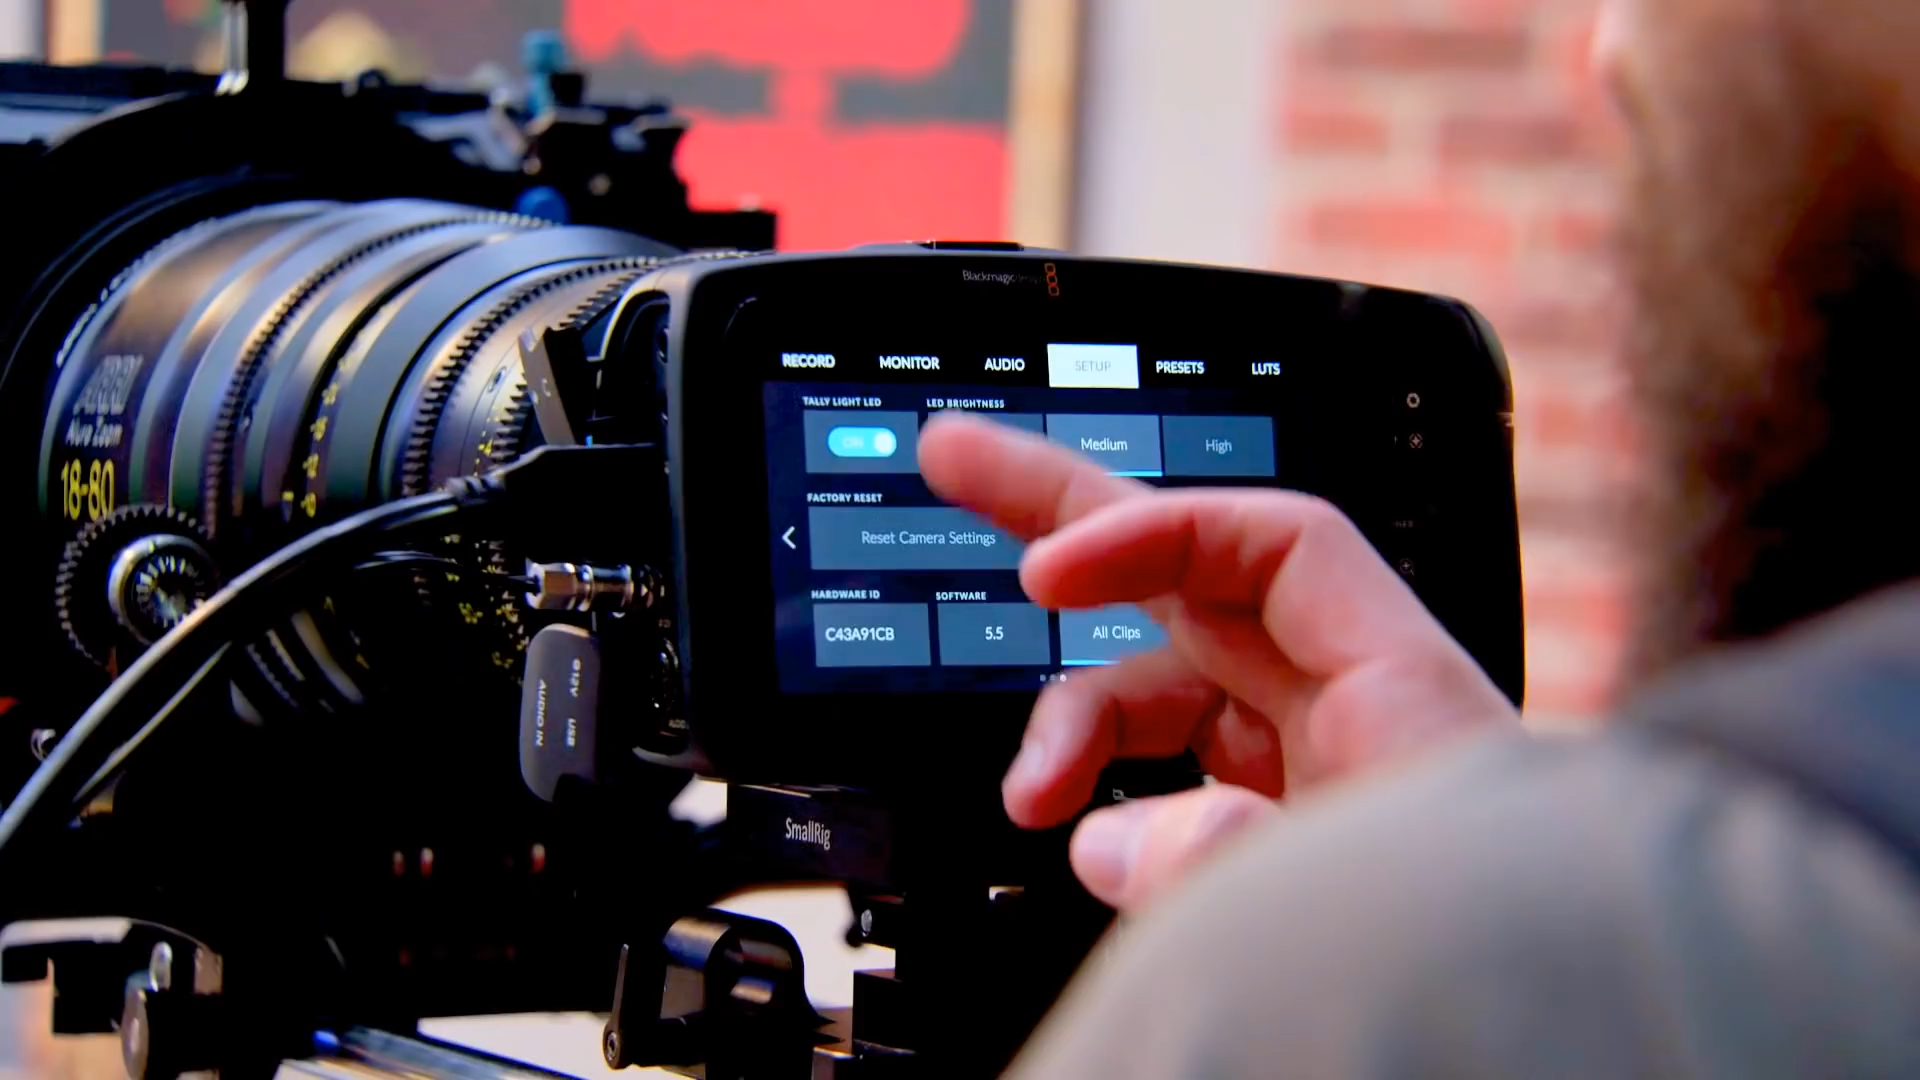 Blackmagicdesign
RECORD MONITOR AUDIO SETUP PRESETS LUTS
TALLY LIGHT LED LED BRIGHTNESS
ON Medium High
FACTORY RESET
Reset Camera Settings
HARDWARE ID SOFTWARE
C43A91CB 5.5 All Clips
ARRI
Alura Zoom
18-80
12V USB
AUDIO IN
SmallRig